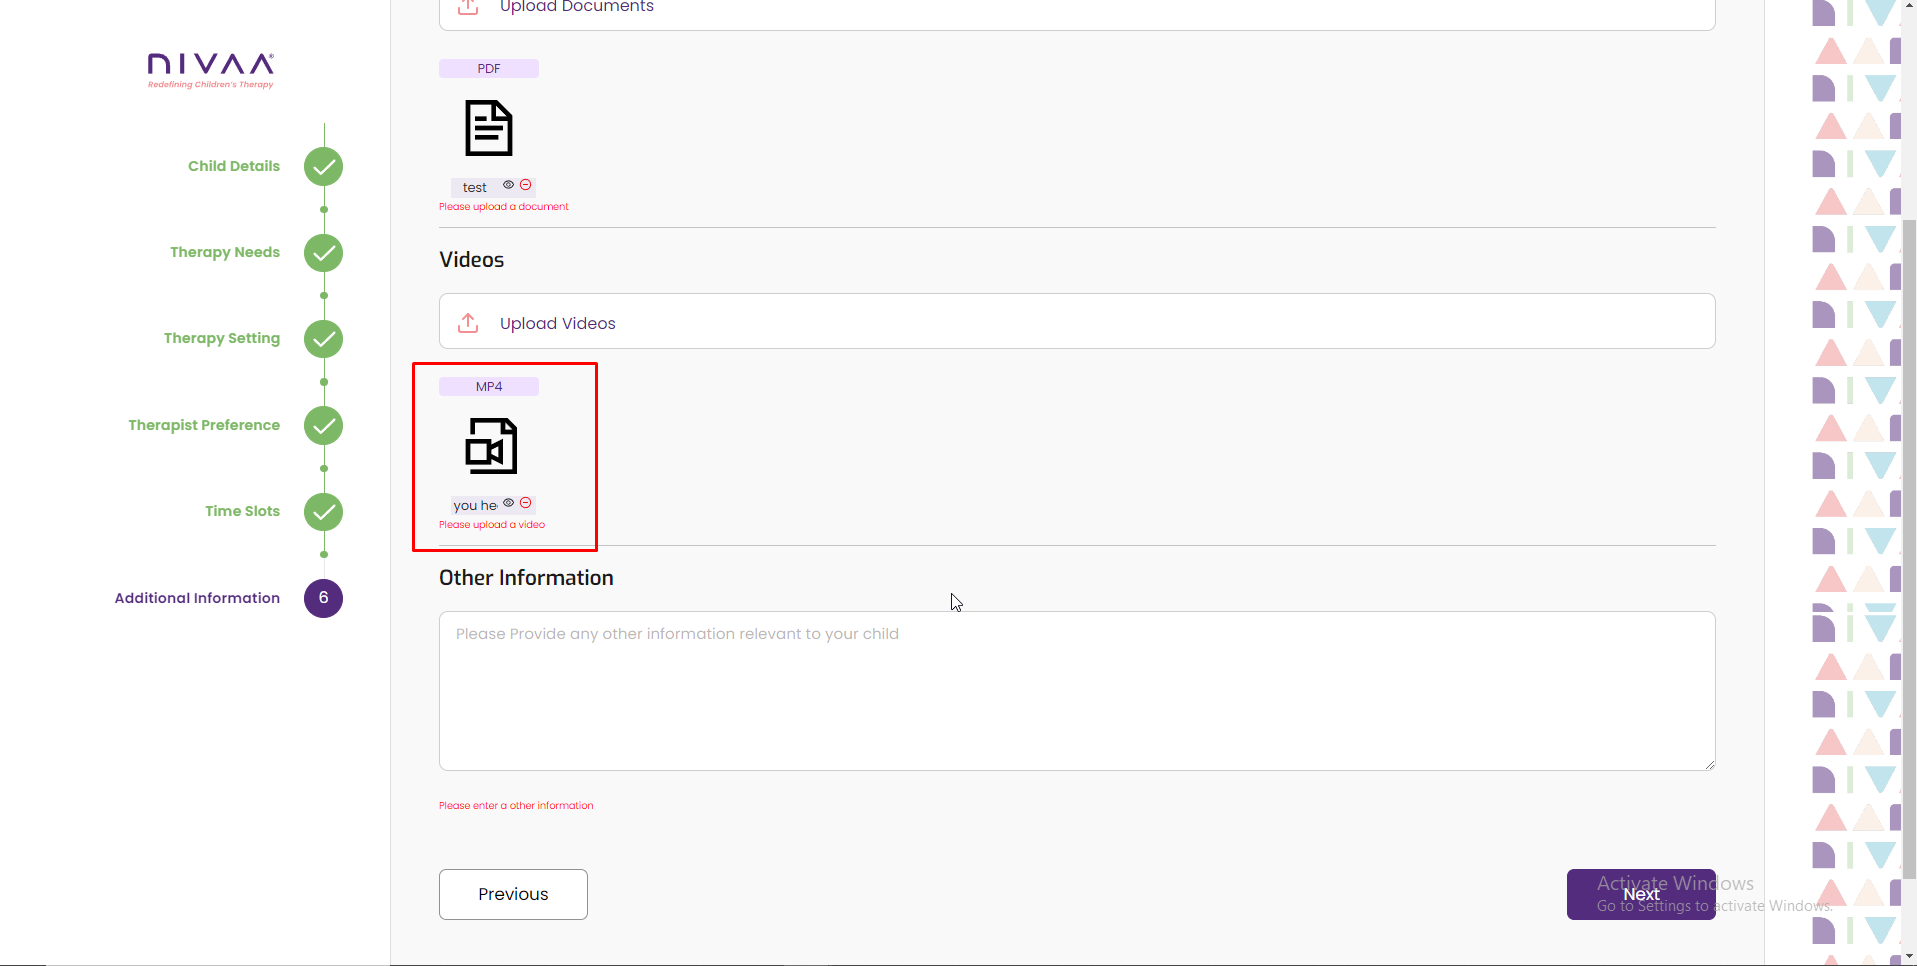 Upload Documents
nivaa®
Redefining Children's Therapy
PDF
test
Please upload a document
Child Details
Therapy Needs
Therapy Setting
Therapist Preference
Time Slots
Additional Information
6
Videos
Upload Videos
MP4
you he
Please upload a video
Other Information
Please Provide any other information relevant to your child
Please enter a other information
Previous
Next
Activate Windows
Go to Settings to activate Windows.